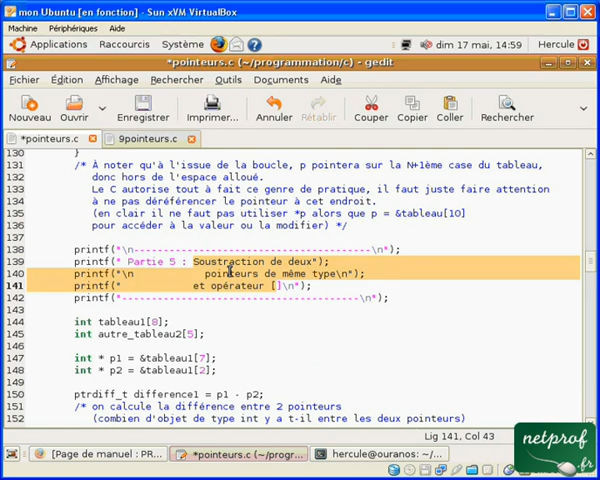 mon Ubuntu [en fonction] - Sun xVM VirtualBox
Machine Périphériques Aide
Applications Raccourcis Système dim 17 mai, 14:59 Hercule
*pointeurs.c (~/programmation/c) - gedit
Fichier Édition Affichage Rechercher Outils Documents Aide
Nouveau Ouvrir Enregistrer Imprimer... Annuler Rétablir Couper Copier Coller Rechercher
*pointeurs.c 9pointeurs.c
130 }
131 /* À noter qu'à l'issue de la boucle, p pointera sur la N+1ème case du tableau,
132 donc hors de l'espace alloué.
133 Le C autorise tout à fait ce genre de pratique, il faut juste faire attention
134 à ne pas déréférencer le pointeur à cet endroit.
135 (en clair il ne faut pas utiliser *p alors que p = &tableau[10]
136 pour accéder à la valeur ou la modifier) */
137
138 printf("\n----------------------------------------\n");
139 printf(" Partie 5 : Soustraction de deux");
140 printf("\n pointeurs de même type\n");
141 printf(" et opérateur []\n");
142 printf("----------------------------------------\n");
143
144 int tableau1[8];
145 int autre_tableau2[5];
146
147 int * p1 = &tableau1[7];
148 int * p2 = &tableau1[2];
149
150 ptrdiff_t difference1 = p1 - p2;
151 /* on calcule la différence entre 2 pointeurs
152 (combien d'objet de type int y a t-il entre les deux pointeurs)
Lig 141, Col 43
[Page de manuel : PR... *pointeurs.c (~/progra... hercule@ouranos: ~/...
netprof.fr